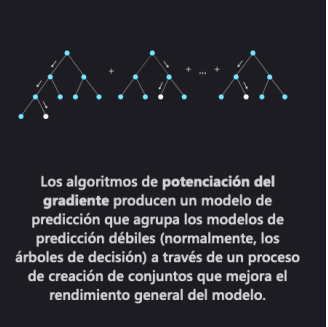 + + ... +
Los algoritmos de potenciación del
gradiente producen un modelo de
predicción que agrupa los modelos de
predicción débiles (normalmente, los
árboles de decisión) a través de un proceso
de creación de conjuntos que mejora el
rendimiento general del modelo.